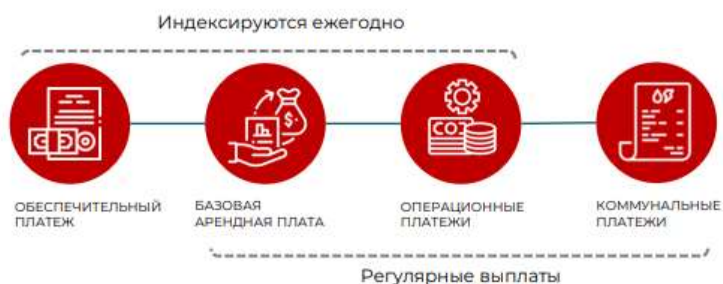 Индексируются ежегодно
ОБЕСПЕЧИТЕЛЬНЫЙ
ПЛАТЕЖ
БАЗОВАЯ
АРЕНДНАЯ ПЛАТА
ОПЕРАЦИОННЫЕ
ПЛАТЕЖИ
КОММУНАЛЬНЫЕ
ПЛАТЕЖИ
Регулярные выплаты